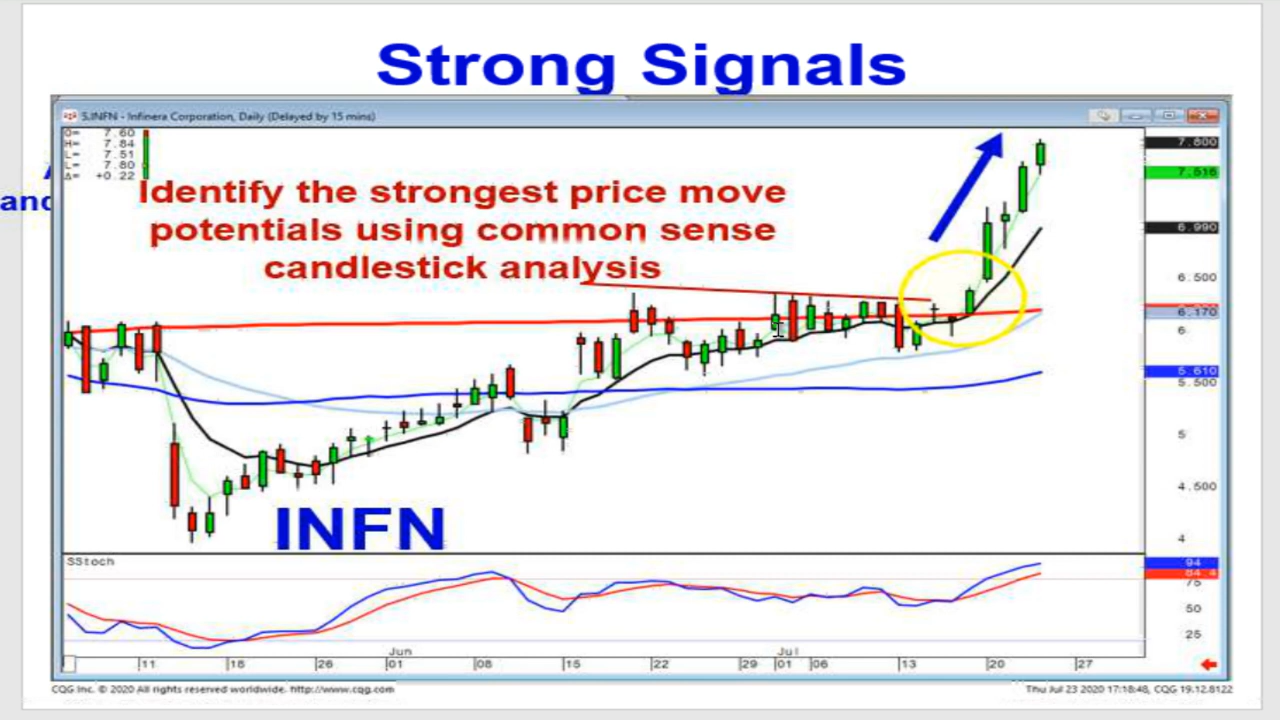 Strong Signals
S.INFN - Infinera Corporation, Daily (Delayed by 15 mins)
O= 7.60
H= 7.84
L= 7.51
L= 7.80
Δ= +0.22
and
Identify the strongest price move
potentials using common sense
candlestick analysis
INFN
7.800
7.516
6.990
6.500
6.170
6
5.610
5.500
5
4.500
4
SStoch
94
84.4
75
50
25
Jun Jul
11 18 26 01 08 15 22 29 01 06 13 20 27
CQG Inc. © 2020 All rights reserved worldwide. http://www.cqg.com
Thu Jul 23 2020 17:18:48, CQG 19.12.8122